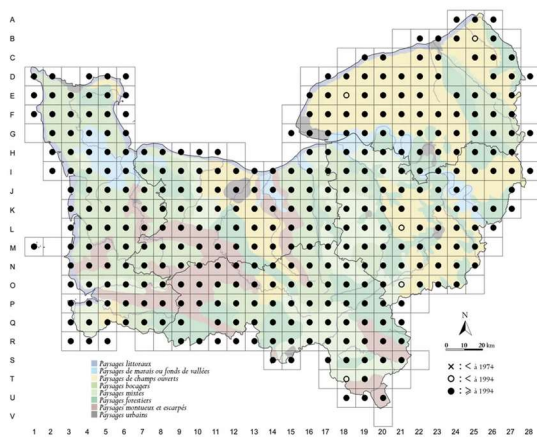 A
B
C
D
E
F
G
H
I
J
K
L
M
N
O
P
Q
R
S
T
U
V
1 2 3 4 5 6 7 8 9 10 11 12 13 14 15 16 17 18 19 20 21 22 23 24 25 26 27 28
Paysages littoraux
Paysages de marais ou fonds de vallées
Paysages de champs ouverts
Paysages bocagers
Paysages mixtes
Paysages forestiers
Paysages montueux et escarpés
Paysages urbains
N
0 10 20 km
x : < à 1974
o : < à 1994
● : ⩾ à 1994